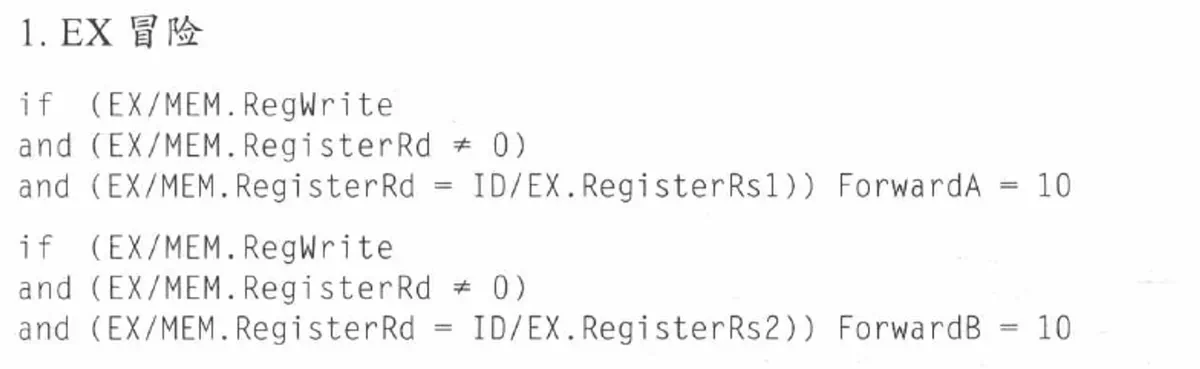 1. EX 冒险
if (EX/MEM.RegWrite
and (EX/MEM.RegisterRd ≠ 0)
and (EX/MEM.RegisterRd = ID/EX.RegisterRs1)) ForwardA = 10
if (EX/MEM.RegWrite
and (EX/MEM.RegisterRd ≠ 0)
and (EX/MEM.RegisterRd = ID/EX.RegisterRs2)) ForwardB = 10